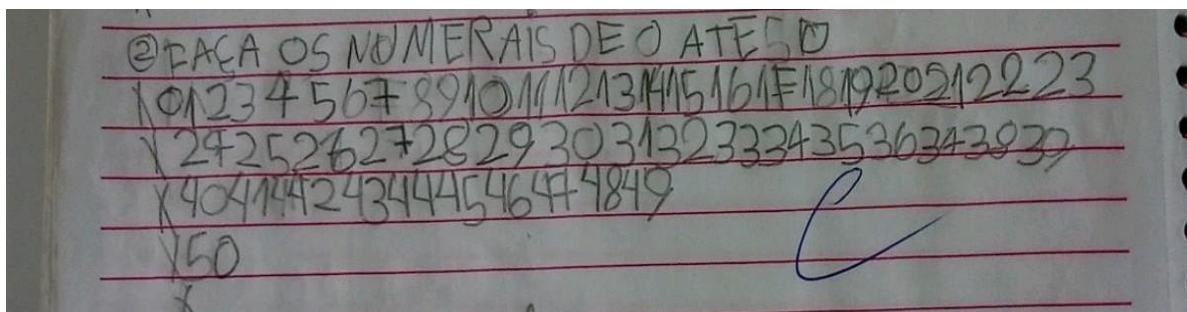 ② FAÇA OS NUMERAIS DE 0 ATE 50
X 0 1 2 3 4 5 6 7 8 9 10 11 12 13 14 15 16 17 18 19 20 21 22 23
X 24 25 26 27 28 29 30 31 32 33 34 35 36 37 38 39
X 40 41 42 43 44 45 46 47 48 49
X 50
X